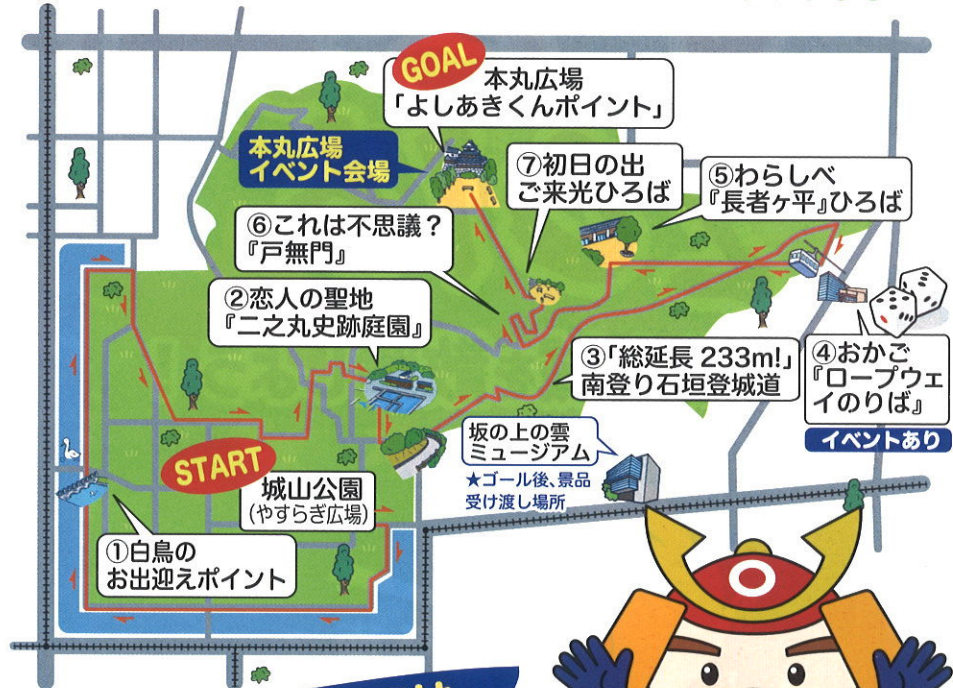 GOAL
本丸広場
「よしあきくんポイント」
本丸広場
イベント会場
⑦初日の出
ご来光ひろば
⑤わらしべ
『長者ヶ平』ひろば
⑥これは不思議？
『戸無門』
②恋人の聖地
『二之丸史跡庭園』
③「総延長 233m!」
南登り石垣登城道
④おかご
『ロープウェ
イのりば』
イベントあり
坂の上の雲
ミュージアム
★ゴール後、景品
受け渡し場所
START
城山公園
(やすらぎ広場)
①白鳥の
お出迎えポイント